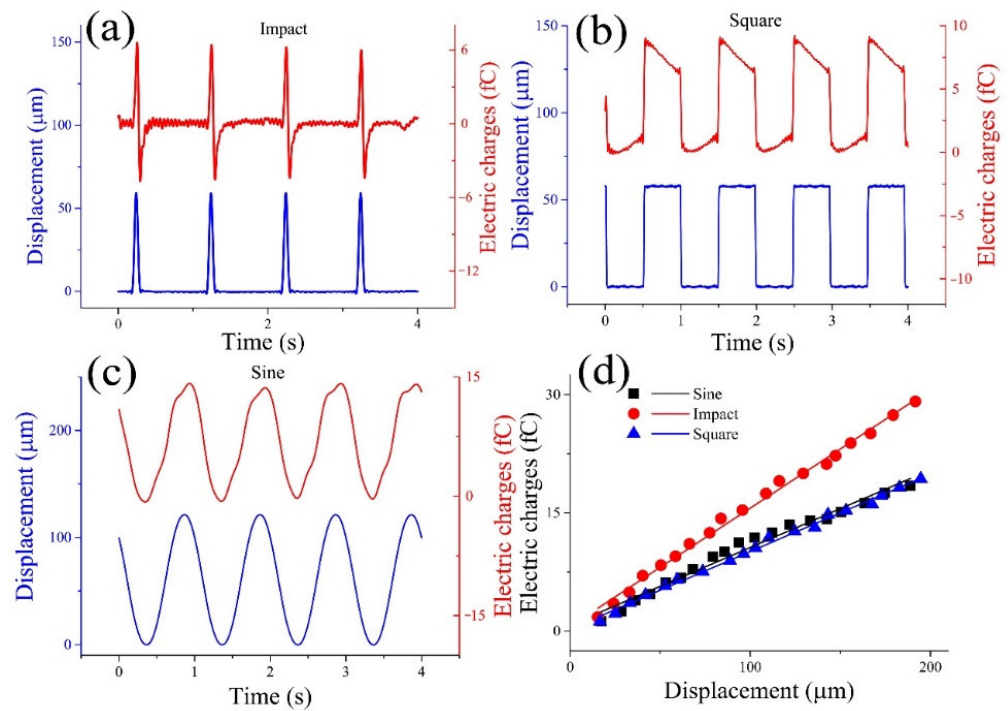 (a)
Impact
150
100
50
0
Displacement (μm)
6
0
−6
−12
Electric charges (fC)
0
2
4
Time (s)
(b)
Square
150
100
50
0
Displacement (μm)
10
5
0
−5
−10
Electric charges (fC)
0
1
2
3
4
Time (s)
(c)
Sine
200
100
0
Displacement (μm)
15
0
−15
Electric charges (fC)
0
1
2
3
4
Time (s)
(d)
Sine
Impact
Square
30
15
0
Electric charges (fC)
0
100
200
Displacement (μm)